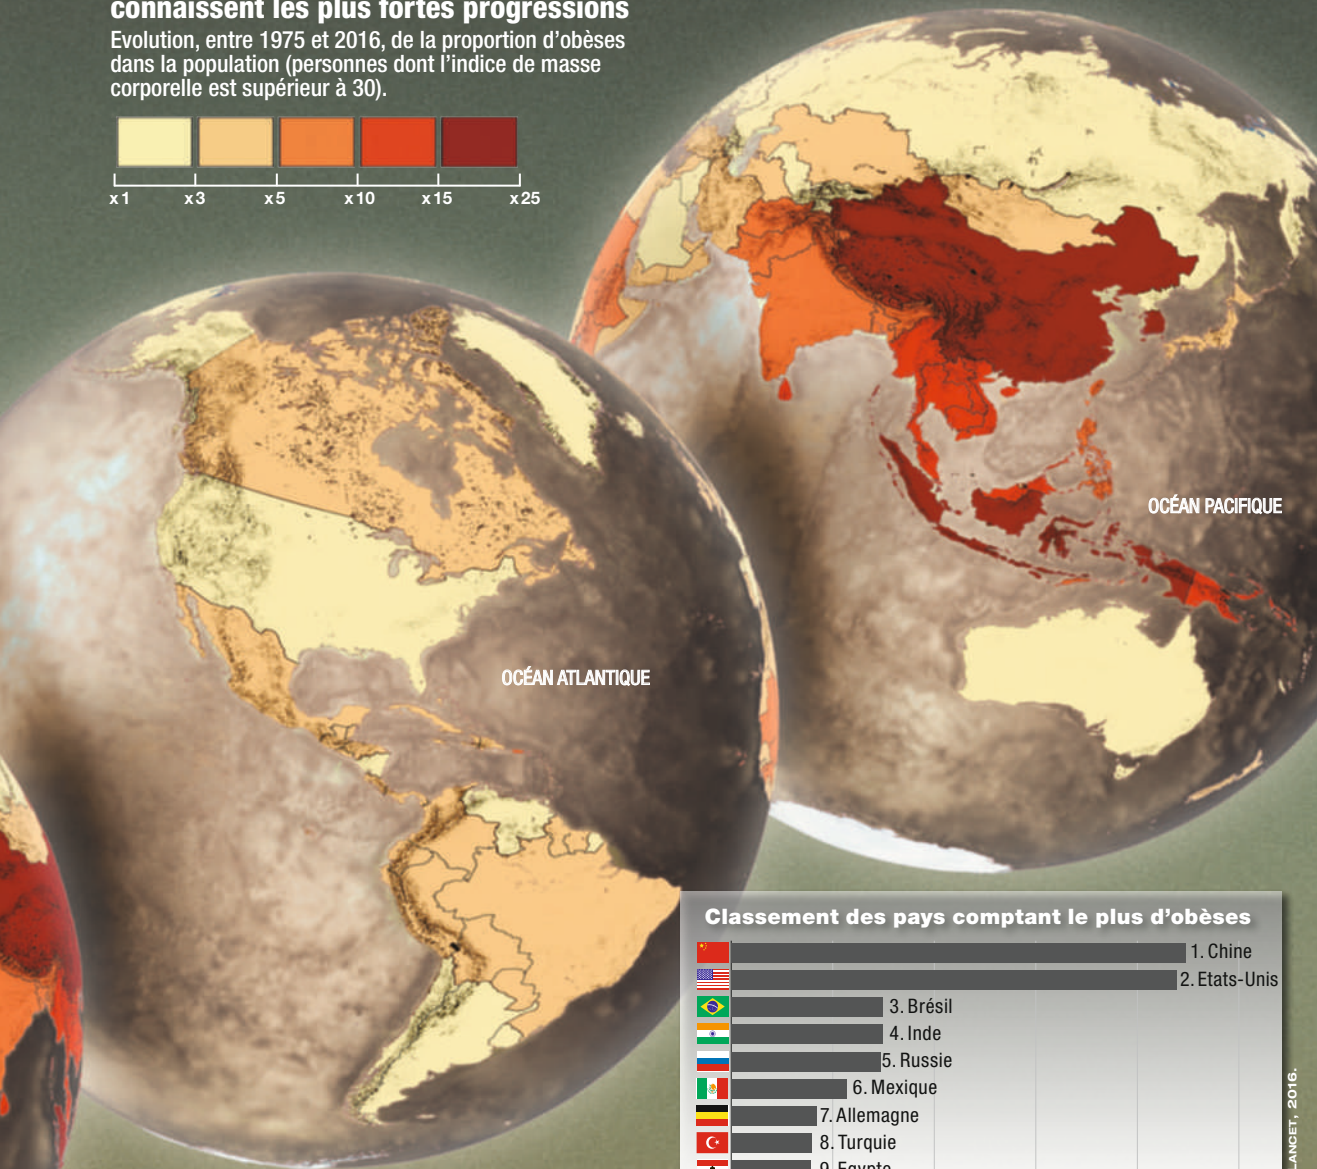 connaissent les plus fortes progressions
Evolution, entre 1975 et 2016, de la proportion d’obèses
dans la population (personnes dont l’indice de masse
corporelle est supérieur à 30).
x1 x3 x5 x10 x15 x25
OCÉAN PACIFIQUE
OCÉAN ATLANTIQUE
Classement des pays comptant le plus d’obèses
1. Chine
2. Etats-Unis
3. Brésil
4. Inde
5. Russie
6. Mexique
7. Allemagne
8. Turquie
9. Egypte
ANCET, 2016.